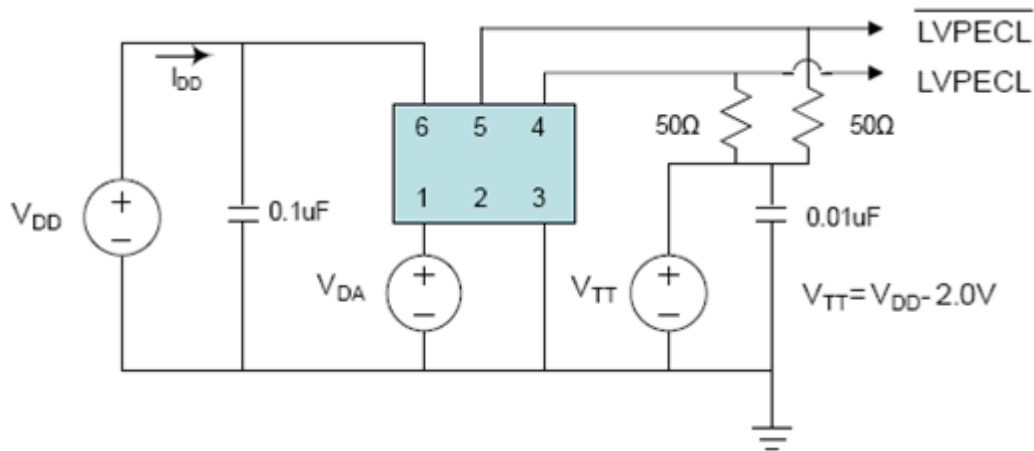 LVPECL
I_DD
LVPECL
6 5 4
50Ω
50Ω
1 2 3
+
V_DD
−
0.1uF
0.01uF
+
V_DA
−
+
V_TT
−
V_TT=V_DD- 2.0V